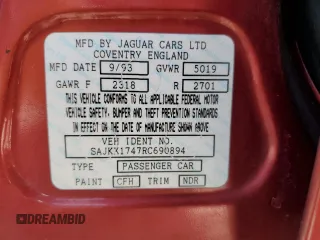 MFD BY JAGUAR CARS LTD
COVENTRY ENGLAND
MFD 9/93 GVWR 5019
GAWR F 2318 R 2701
THIS VEHICLE CONFORMS TO ALL APPLICABLE FEDERAL MOTOR
VEHICLE SAFETY, BUMPER AND THEFT PREVENTION STANDARDS
IN EFFECT ON THE DATE OF MANUFACTURE SHOWN ABOVE
VEH IDENT NO.
SAJKX1747RC690894
TYPE PASSENGER CAR
PAINT CFH TRIM NDR
DREAMBID